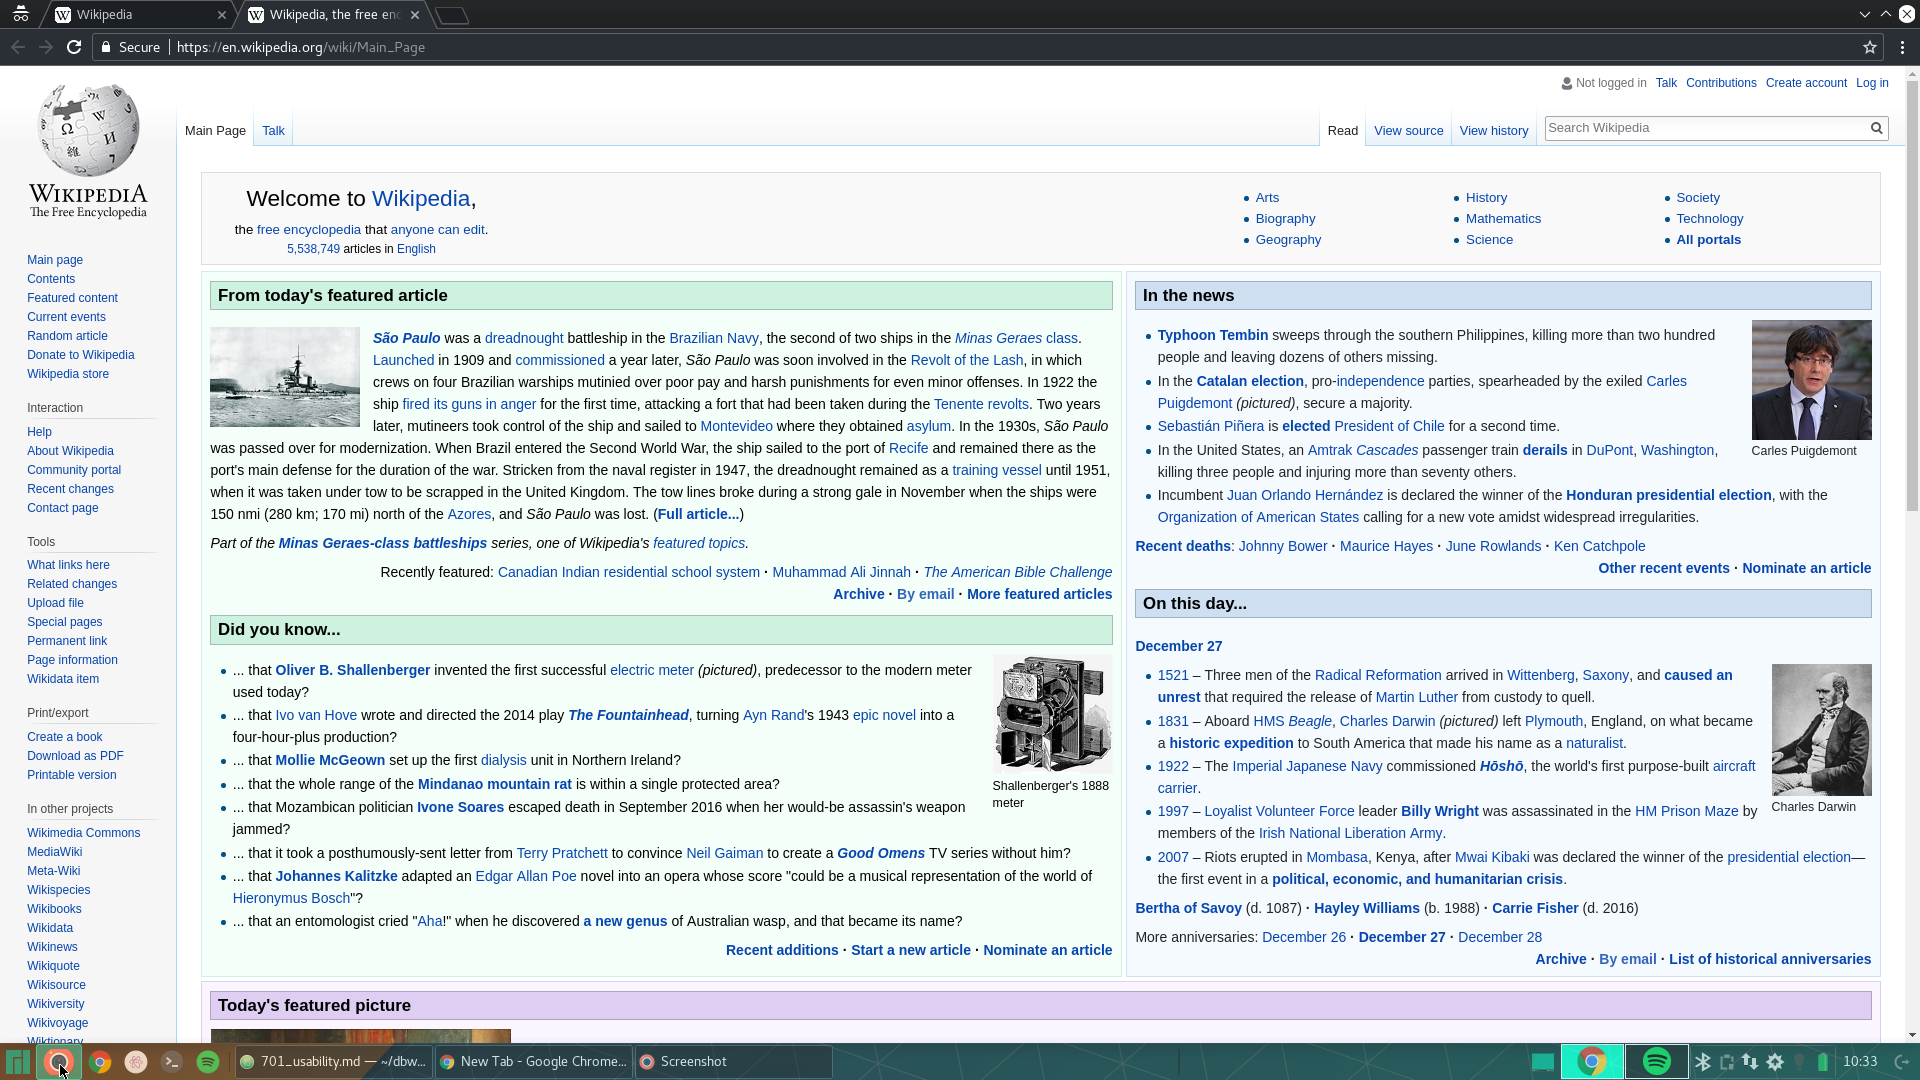 Wikipedia
Wikipedia, the free enc
Secure
https://en.wikipedia.org/wiki/Main_Page
Not logged in Talk Contributions Create account Log in
Main Page Talk
Read View source View history
Search Wikipedia
WIKIPEDIA
The Free Encyclopedia
Main page
Contents
Featured content
Current events
Random article
Donate to Wikipedia
Wikipedia store
Interaction
Help
About Wikipedia
Community portal
Recent changes
Contact page
Tools
What links here
Related changes
Upload file
Special pages
Permanent link
Page information
Wikidata item
Print/export
Create a book
Download as PDF
Printable version
In other projects
Wikimedia Commons
MediaWiki
Meta-Wiki
Wikispecies
Wikibooks
Wikidata
Wikinews
Wikiquote
Wikisource
Wikiversity
Wikivoyage
Wiktionary
Welcome to Wikipedia,
the free encyclopedia that anyone can edit.
5,538,749 articles in English
Arts
Biography
Geography
History
Mathematics
Science
Society
Technology
All portals
From today's featured article
São Paulo was a dreadnought battleship in the Brazilian Navy, the second of two ships in the Minas Geraes class.
Launched in 1909 and commissioned a year later, São Paulo was soon involved in the Revolt of the Lash, in which
crews on four Brazilian warships mutinied over poor pay and harsh punishments for even minor offenses. In 1922 the
ship fired its guns in anger for the first time, attacking a fort that had been taken during the Tenente revolts. Two years
later, mutineers took control of the ship and sailed to Montevideo where they obtained asylum. In the 1930s, São Paulo
was passed over for modernization. When Brazil entered the Second World War, the ship sailed to the port of Recife and remained there as the
port's main defense for the duration of the war. Stricken from the naval register in 1947, the dreadnought remained as a training vessel until 1951,
when it was taken under tow to be scrapped in the United Kingdom. The tow lines broke during a strong gale in November when the ships were
150 nmi (280 km; 170 mi) north of the Azores, and São Paulo was lost. (Full article...)
Part of the Minas Geraes-class battleships series, one of Wikipedia's featured topics.
Recently featured: Canadian Indian residential school system · Muhammad Ali Jinnah · The American Bible Challenge
Archive · By email · More featured articles
Did you know...
... that Oliver B. Shallenberger invented the first successful electric meter (pictured), predecessor to the modern meter
used today?
... that Ivo van Hove wrote and directed the 2014 play The Fountainhead, turning Ayn Rand's 1943 epic novel into a
four-hour-plus production?
... that Mollie McGeown set up the first dialysis unit in Northern Ireland?
... that the whole range of the Mindanao mountain rat is within a single protected area?
... that Mozambican politician Ivone Soares escaped death in September 2016 when her would-be assassin's weapon
jammed?
... that it took a posthumously-sent letter from Terry Pratchett to convince Neil Gaiman to create a Good Omens TV series without him?
... that Johannes Kalitzke adapted an Edgar Allan Poe novel into an opera whose score "could be a musical representation of the world of
Hieronymus Bosch"?
... that an entomologist cried "Aha!" when he discovered a new genus of Australian wasp, and that became its name?
Shallenberger's 1888
meter
Recent additions · Start a new article · Nominate an article
In the news
Typhoon Tembin sweeps through the southern Philippines, killing more than two hundred
people and leaving dozens of others missing.
In the Catalan election, pro-independence parties, spearheaded by the exiled Carles
Puigdemont (pictured), secure a majority.
Sebastián Piñera is elected President of Chile for a second time.
In the United States, an Amtrak Cascades passenger train derails in DuPont, Washington,
killing three people and injuring more than seventy others.
Incumbent Juan Orlando Hernández is declared the winner of the Honduran presidential election, with the
Organization of American States calling for a new vote amidst widespread irregularities.
Carles Puigdemont
Recent deaths: Johnny Bower · Maurice Hayes · June Rowlands · Ken Catchpole
Other recent events · Nominate an article
On this day...
December 27
1521 – Three men of the Radical Reformation arrived in Wittenberg, Saxony, and caused an
unrest that required the release of Martin Luther from custody to quell.
1831 – Aboard HMS Beagle, Charles Darwin (pictured) left Plymouth, England, on what became
a historic expedition to South America that made his name as a naturalist.
1922 – The Imperial Japanese Navy commissioned Hōshō, the world's first purpose-built aircraft
carrier.
1997 – Loyalist Volunteer Force leader Billy Wright was assassinated in the HM Prison Maze by
members of the Irish National Liberation Army.
2007 – Riots erupted in Mombasa, Kenya, after Mwai Kibaki was declared the winner of the presidential election—
the first event in a political, economic, and humanitarian crisis.
Charles Darwin
Bertha of Savoy (d. 1087) · Hayley Williams (b. 1988) · Carrie Fisher (d. 2016)
More anniversaries: December 26 · December 27 · December 28
Archive · By email · List of historical anniversaries
Today's featured picture
701_usability.md — ~/dbw...
New Tab - Google Chrome...
Screenshot
10:33